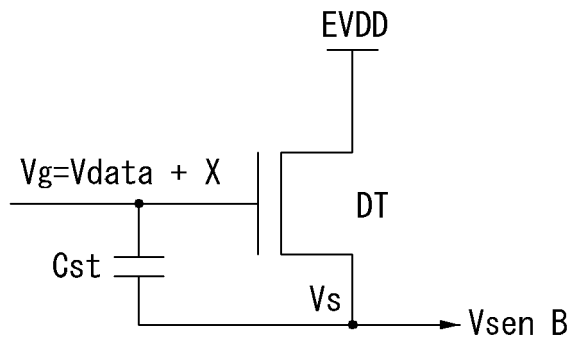 EVDD
Vg=Vdata + X
DT
Cst
Vs
Vsen B